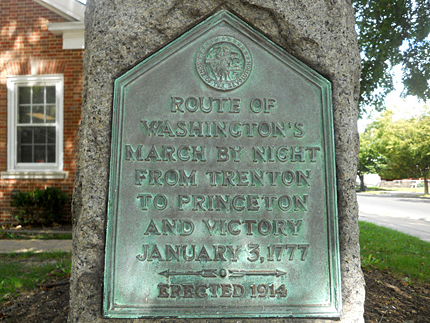 ROUTE OF
WASHINGTON'S
MARCH BY NIGHT
FROM TRENTON
TO PRINCETON
AND VICTORY
JANUARY 3, 1777
ERECTED 1914